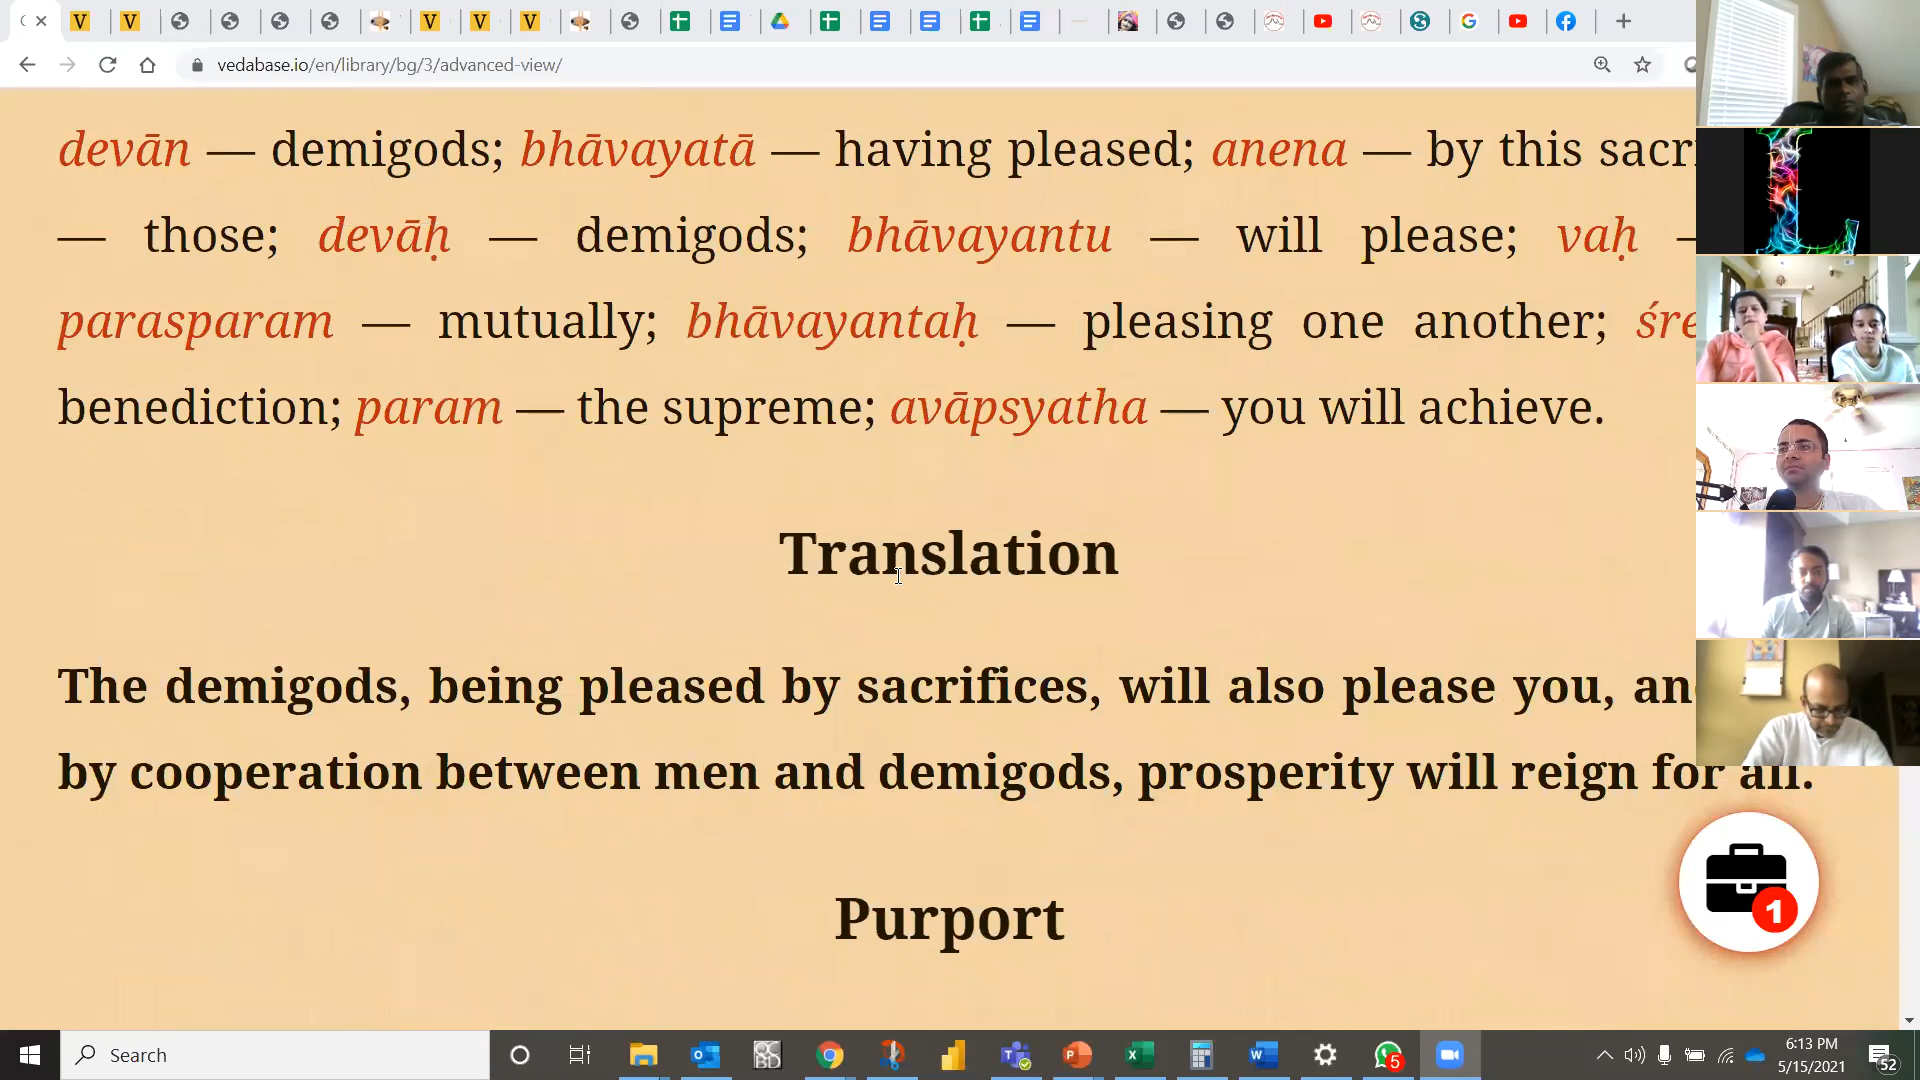 vedabase.io/en/library/bg/3/advanced-view/
devān — demigods; bhāvayatā — having pleased; anena — by this
— those; devāḥ — demigods; bhāvayantu — will please; vaḥ —
parasparam — mutually; bhāvayantaḥ — pleasing one another;
benediction; param — the supreme; avāpsyatha — you will achieve.
Translation
The demigods, being pleased by sacrifices, will also please you, an
by cooperation between men and demigods, prosperity will reign for all.
1
Purport
Search
5
6:13 PM
5/15/2021
52